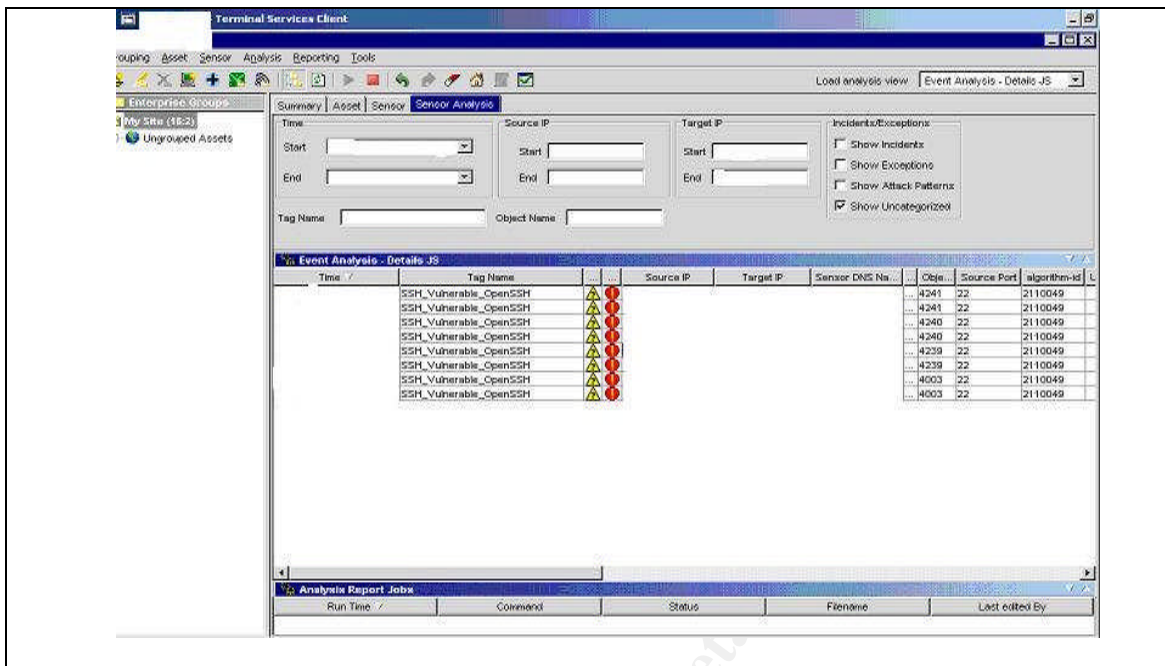 Terminal Services Client
ouping Asset Sensor Analysis Reporting Tools
Load analysis view Event Analysis - Details JS
Enterprise Groups
My Site (16:2)
Ungrouped Assets
Summary Asset Sensor Sensor Analysis
Time Source IP Target IP Incidents/Exceptions
Start Start Start Show Incidents
Show Exceptions
End End End Show Attack Patterns
Show Uncategorized
Tag Name Object Name
Event Analysis - Details JS
Time Tag Name ... ... Source IP Target IP Sensor DNS Na... ... Obje... Source Port algorithm-id
SSH_Vulnerable_OpenSSH ... 4241 22 2110049
SSH_Vulnerable_OpenSSH ... 4241 22 2110049
SSH_Vulnerable_OpenSSH ... 4240 22 2110049
SSH_Vulnerable_OpenSSH ... 4240 22 2110049
SSH_Vulnerable_OpenSSH ... 4239 22 2110049
SSH_Vulnerable_OpenSSH ... 4239 22 2110049
SSH_Vulnerable_OpenSSH ... 4003 22 2110049
SSH_Vulnerable_OpenSSH ... 4003 22 2110049
Analysis Report Jobs
Run Time Command Status Filename Last edited By